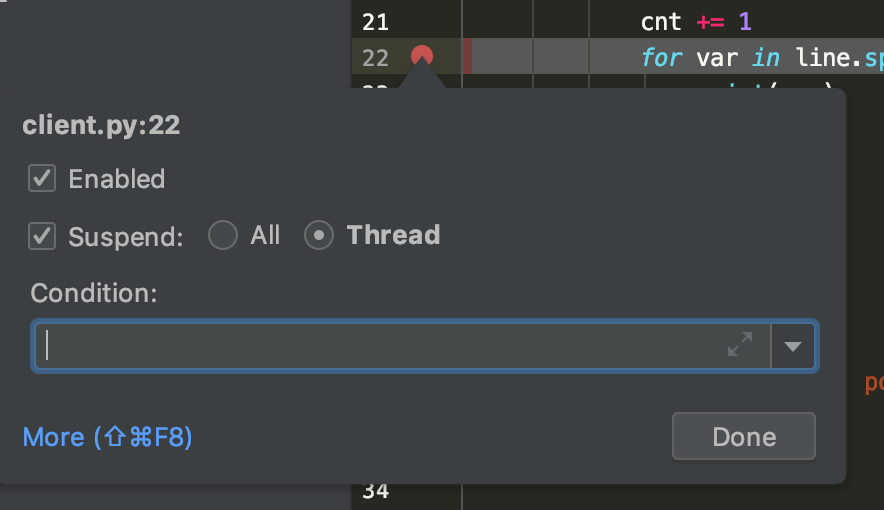 21 cnt += 1
22 for var in line.sp
client.py:22
Enabled
Suspend: All Thread
Condition:
More (⇧⌘F8) Done
34